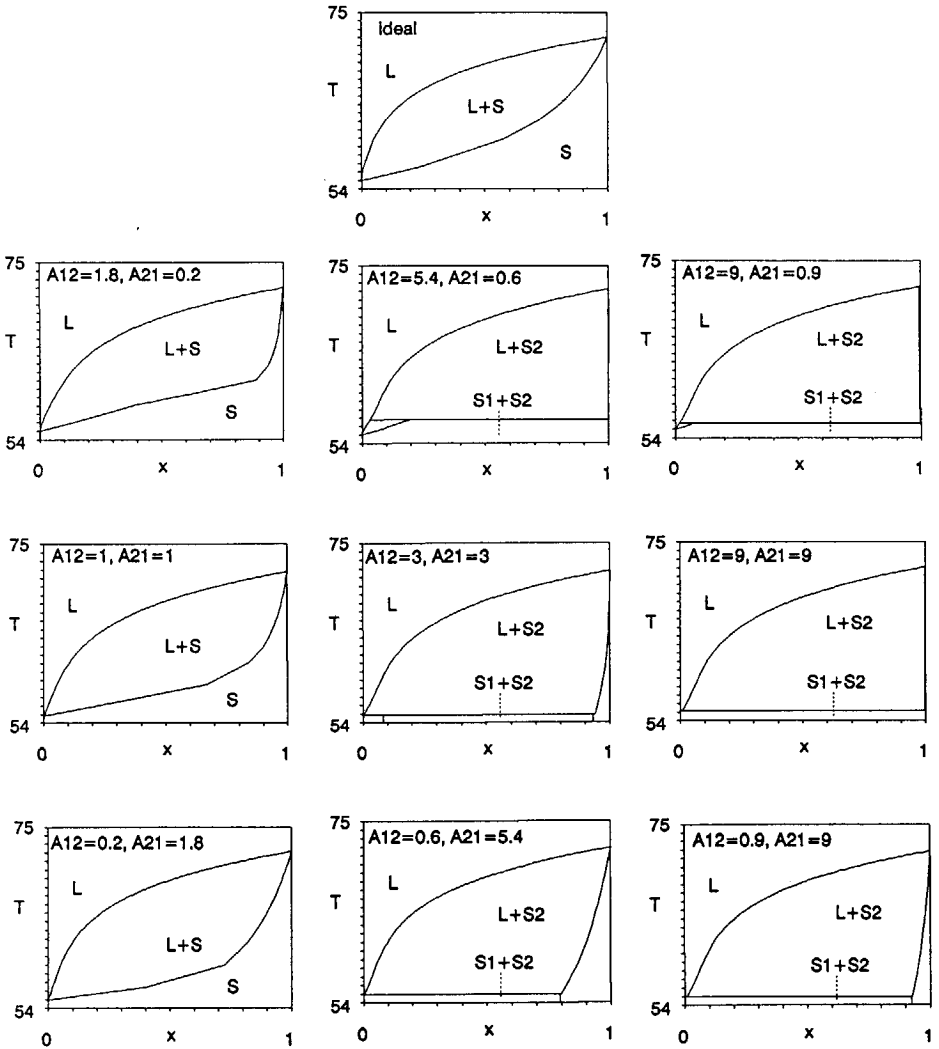 75
ideal
L
T
L+S
S
54
0
x
1
75
A12=1.8, A21=0.2
L
T
L+S
S
54
0
x
1
75
A12=5.4, A21=0.6
L
T
L+S2
S1+S2
54
0
x
1
75
A12=9, A21=0.9
L
T
L+S2
S1+S2
54
0
x
1
75
A12=1, A21=1
L
T
L+S
S
54
0
x
1
75
A12=3, A21=3
L
T
L+S2
S1+S2
54
0
x
1
75
A12=9, A21=9
L
T
L+S2
S1+S2
54
0
x
1
75
A12=0.2, A21=1.8
L
T
L+S
S
54
0
x
1
75
A12=0.6, A21=5.4
L
T
L+S2
S1+S2
54
0
x
1
75
A12=0.9, A21=9
L
T
L+S2
S1+S2
54
0
x
1